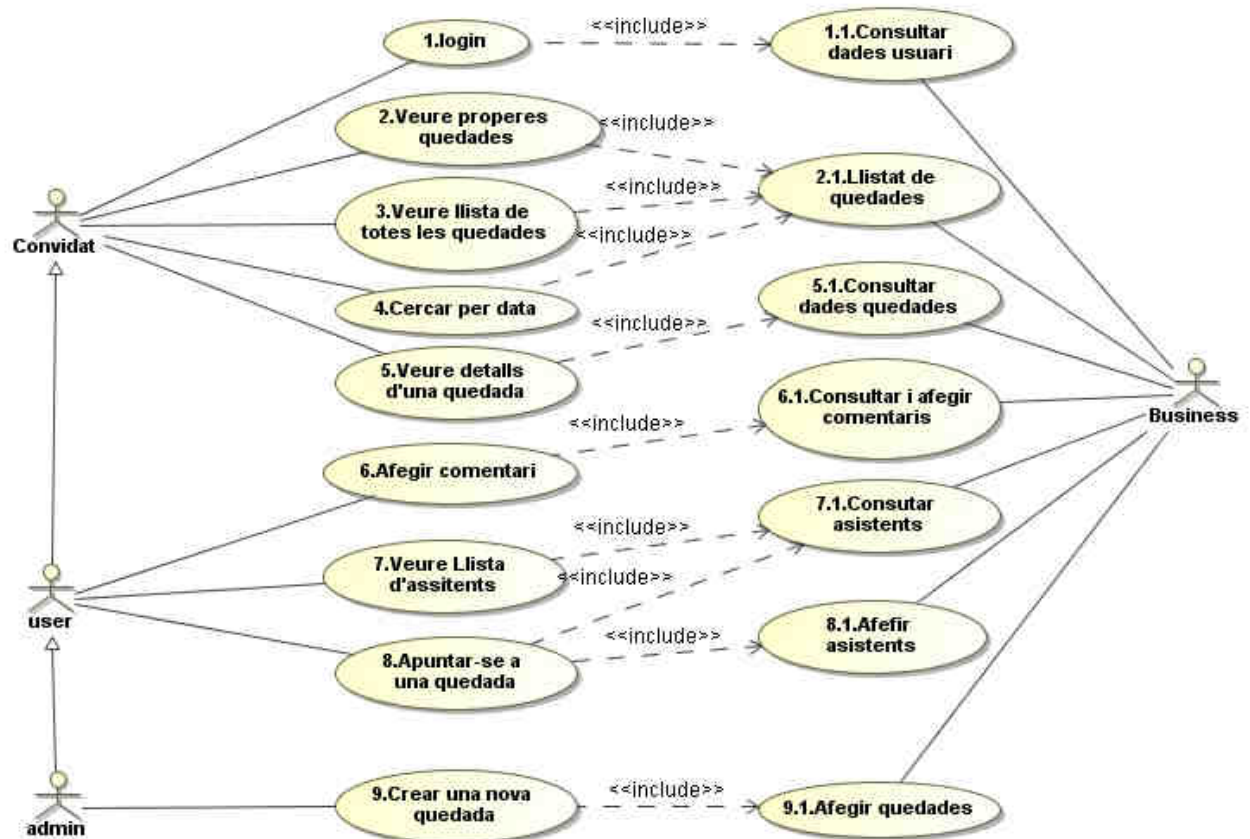 1.login
<<include>>
1.1.Consultar
dades usuari
2.Veure properes
quedades
<<include>>
2.1.Llistat de
quedades
3.Veure llista de
totes les quedades
<<include>>
Convidat
<<include>>
4.Cercar per data
5.1.Consultar
dades quedades
<<include>>
5.Veure detalls
d'una quedada
6.1.Consultar i afegir
comentaris
Business
<<include>>
6.Afegir comentari
7.1.Consutar
asistents
<<include>>
7.Veure Llista
d'assitents
<<include>>
user
8.1.Afefir
asistents
<<include>>
8.Apuntar-se a
una quedada
9.Crear una nova
quedada
<<include>>
9.1.Afegir quedades
admin